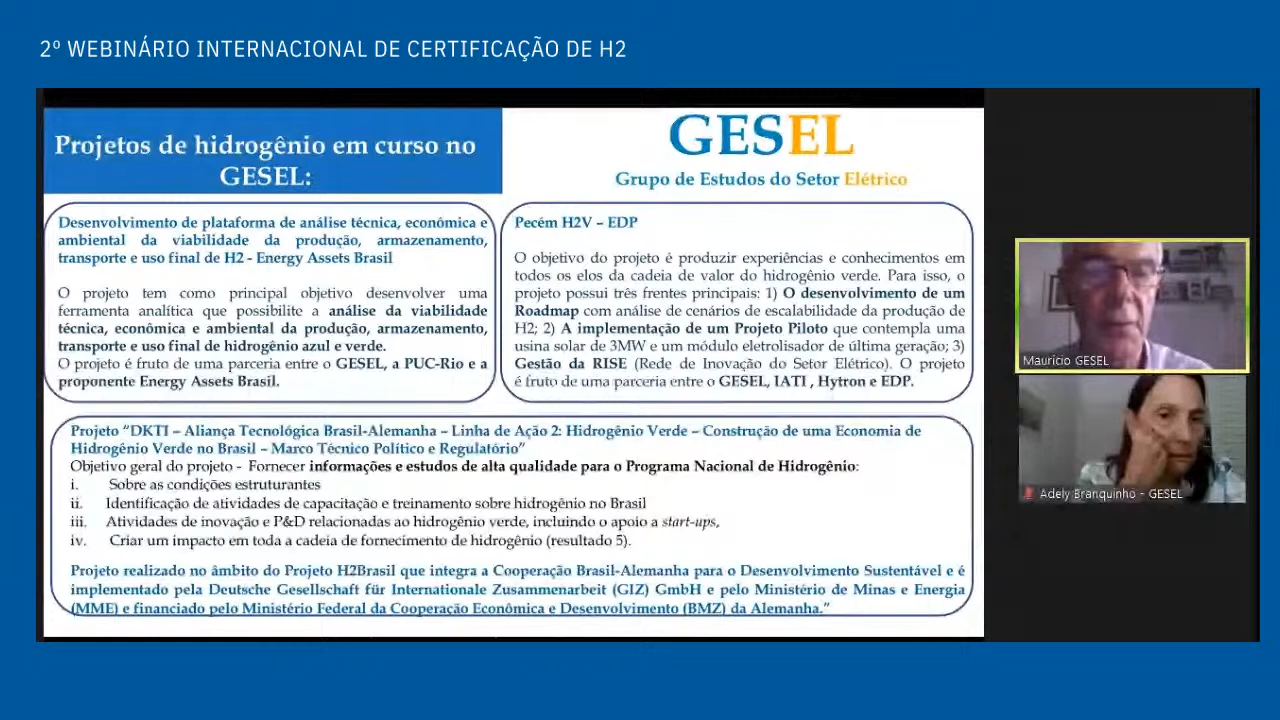 2º WEBINÁRIO INTERNACIONAL DE CERTIFICAÇÃO DE H2
Projetos de hidrogênio em curso no
GESEL:
GESEL
Grupo de Estudos do Setor Elétrico
Desenvolvimento de plataforma de análise técnica, econômica e
ambiental da viabilidade da produção, armazenamento,
transporte e uso final de H2 - Energy Assets Brasil
O projeto tem como principal objetivo desenvolver uma
ferramenta analítica que possibilite a análise da viabilidade
técnica, econômica e ambiental da produção, armazenamento,
transporte e uso final de hidrogênio azul e verde.
O projeto é fruto de uma parceria entre o GESEL, a PUC-Rio e a
proponente Energy Assets Brasil.
Pecém H2V – EDP
O objetivo do projeto é produzir experiências e conhecimentos em
todos os elos da cadeia de valor do hidrogênio verde. Para isso, o
projeto possui três frentes principais: 1) O desenvolvimento de um
Roadmap com análise de cenários de escalabilidade da produção de
H2; 2) A implementação de um Projeto Piloto que contempla uma
usina solar de 3MW e um módulo eletrolisador de última geração; 3)
Gestão da RISE (Rede de Inovação do Setor Elétrico). O projeto
é fruto de uma parceria entre o GESEL, IATI , Hytron e EDP.
Projeto “DKTI – Aliança Tecnológica Brasil-Alemanha – Linha de Ação 2: Hidrogênio Verde – Construção de uma Economia de
Hidrogênio Verde no Brasil – Marco Técnico Político e Regulatório”
Objetivo geral do projeto - Fornecer informações e estudos de alta qualidade para o Programa Nacional de Hidrogênio:
i. Sobre as condições estruturantes
ii. Identificação de atividades de capacitação e treinamento sobre hidrogênio no Brasil
iii. Atividades de inovação e P&D relacionadas ao hidrogênio verde, incluindo o apoio a start-ups,
iv. Criar um impacto em toda a cadeia de fornecimento de hidrogênio (resultado 5).
Projeto realizado no âmbito do Projeto H2Brasil que integra a Cooperação Brasil-Alemanha para o Desenvolvimento Sustentável e é
implementado pela Deutsche Gesellschaft für Internationale Zusammenarbeit (GIZ) GmbH e pelo Ministério de Minas e Energia
(MME) e financiado pelo Ministério Federal da Cooperação Econômica e Desenvolvimento (BMZ) da Alemanha.”
Maurício GESEL
Adely Branquinho - GESEL